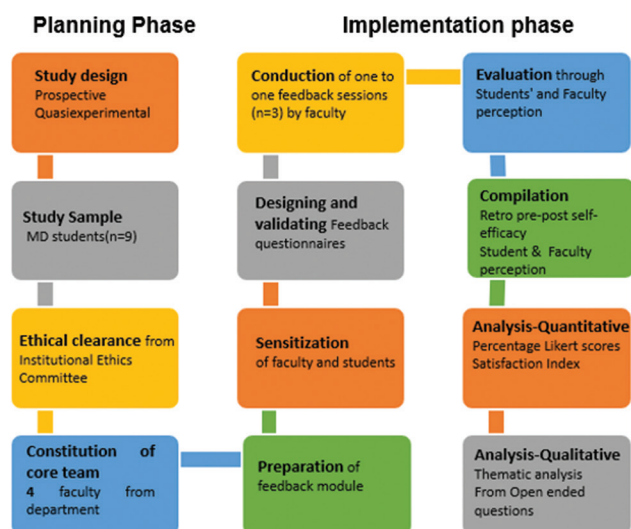 Planning Phase
Implementation phase
Study design
Prospective
Quasiexperimental
Study Sample
MD students(n=9)
Ethical clearance from
Institutional Ethics
Committee
Constitution of
core team
4 faculty from
department
Preparation of
feedback module
Sensitization
of faculty and students
Designing and
validating Feedback
questionnaires
Conduction of one to
one feedback sessions
(n=3) by faculty
Evaluation through
Students' and Faculty
perception
Compilation
Retro pre-post self-
efficacy
Student & Faculty
perception
Analysis-Quantitative
Percentage Likert scores
Satisfaction Index
Analysis-Qualitative
Thematic analysis
From Open ended
questions